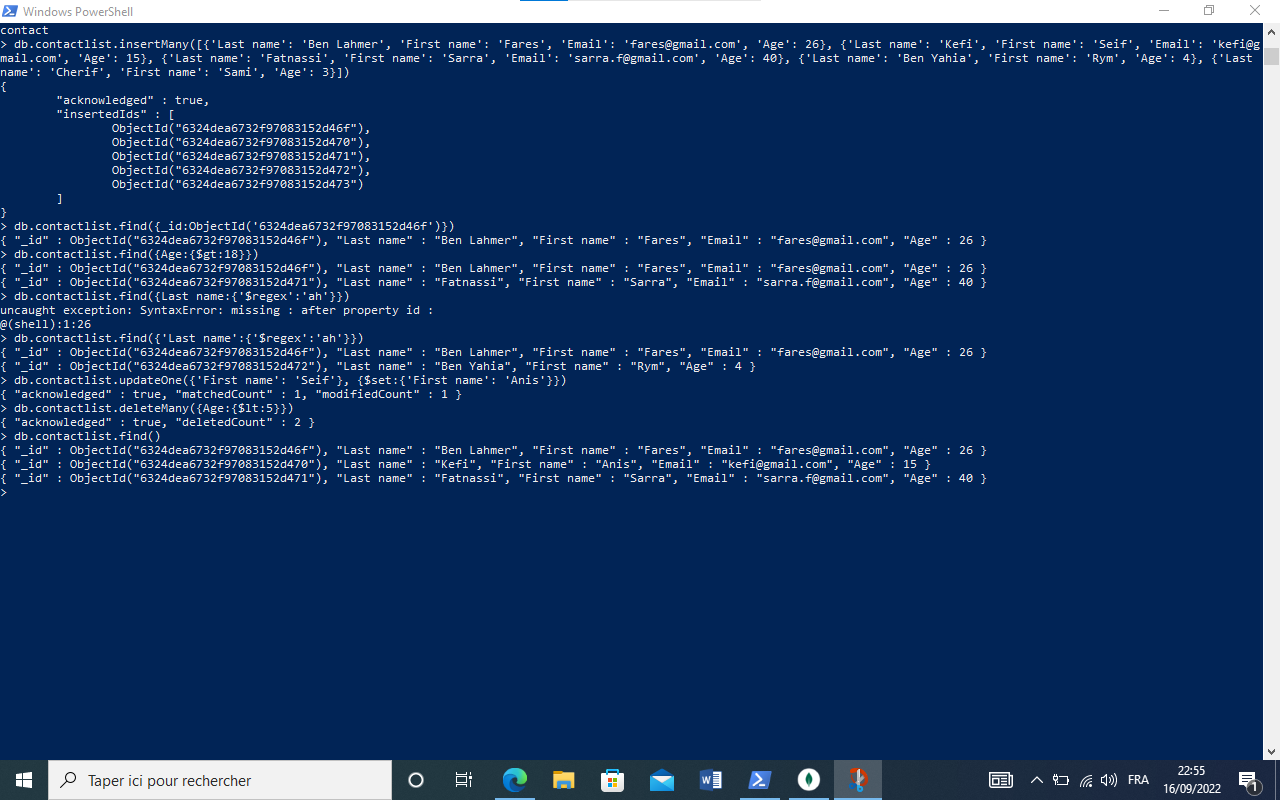 Windows PowerShell
contact
> db.contactlist.insertMany([{'Last name': 'Ben Lahmer', 'First name': 'Fares', 'Email': 'fares@gmail.com', 'Age': 26}, {'Last name': 'Kefi', 'First name': 'Seif', 'Email': 'kefi@g
mail.com', 'Age': 15}, {'Last name': 'Fatnassi', 'First name': 'Sarra', 'Email': 'sarra.f@gmail.com', 'Age': 40}, {'Last name': 'Ben Yahia', 'First name': 'Rym', 'Age': 4}, {'Last
name': 'Cherif', 'First name': 'Sami', 'Age': 3}])
{
"acknowledged" : true,
"insertedIds" : [
ObjectId("6324dea6732f97083152d46f"),
ObjectId("6324dea6732f97083152d470"),
ObjectId("6324dea6732f97083152d471"),
ObjectId("6324dea6732f97083152d472"),
ObjectId("6324dea6732f97083152d473")
]
}
> db.contactlist.find({_id:ObjectId('6324dea6732f97083152d46f')})
{ "_id" : ObjectId("6324dea6732f97083152d46f"), "Last name" : "Ben Lahmer", "First name" : "Fares", "Email" : "fares@gmail.com", "Age" : 26 }
> db.contactlist.find({Age:{$gt:18}})
{ "_id" : ObjectId("6324dea6732f97083152d46f"), "Last name" : "Ben Lahmer", "First name" : "Fares", "Email" : "fares@gmail.com", "Age" : 26 }
{ "_id" : ObjectId("6324dea6732f97083152d471"), "Last name" : "Fatnassi", "First name" : "Sarra", "Email" : "sarra.f@gmail.com", "Age" : 40 }
> db.contactlist.find({Last name:{'$regex':'ah'}})
uncaught exception: SyntaxError: missing : after property id :
@(shell):1:26
> db.contactlist.find({'Last name':{'$regex':'ah'}})
{ "_id" : ObjectId("6324dea6732f97083152d46f"), "Last name" : "Ben Lahmer", "First name" : "Fares", "Email" : "fares@gmail.com", "Age" : 26 }
{ "_id" : ObjectId("6324dea6732f97083152d472"), "Last name" : "Ben Yahia", "First name" : "Rym", "Age" : 4 }
> db.contactlist.updateOne({'First name': 'Seif'}, {$set:{'First name': 'Anis'}})
{ "acknowledged" : true, "matchedCount" : 1, "modifiedCount" : 1 }
> db.contactlist.deleteMany({Age:{$lt:5}})
{ "acknowledged" : true, "deletedCount" : 2 }
> db.contactlist.find()
{ "_id" : ObjectId("6324dea6732f97083152d46f"), "Last name" : "Ben Lahmer", "First name" : "Fares", "Email" : "fares@gmail.com", "Age" : 26 }
{ "_id" : ObjectId("6324dea6732f97083152d470"), "Last name" : "Kefi", "First name" : "Anis", "Email" : "kefi@gmail.com", "Age" : 15 }
{ "_id" : ObjectId("6324dea6732f97083152d471"), "Last name" : "Fatnassi", "First name" : "Sarra", "Email" : "sarra.f@gmail.com", "Age" : 40 }
>
Taper ici pour rechercher
FRA
22:55
16/09/2022
1